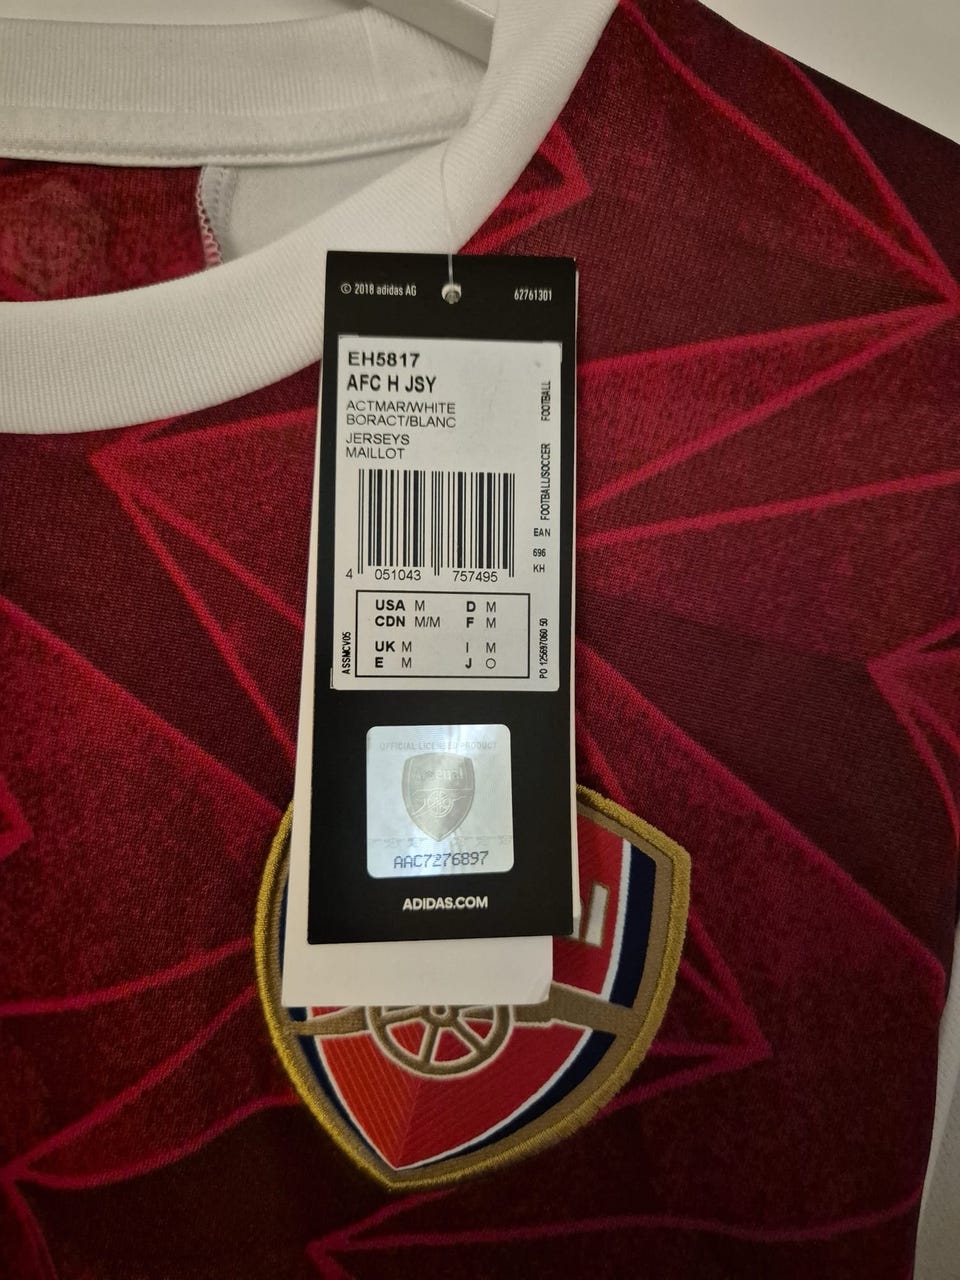 © 2018 adidas AG
62761301
EH5817
AFC H JSY
ACTMAR/WHITE
BORACT/BLANC
JERSEYS
MAILLOT
FOOTBALL
FOOTBALL/SOCCER
EAN
696
KH
4 051043 757495
USA M D M
CDN M/M F M
UK M I M
E M J O
ASSMCV05
PO 125697060 50
OFFICIAL LICENSED PRODUCT
Arsenal
AAC7276897
ADIDAS.COM